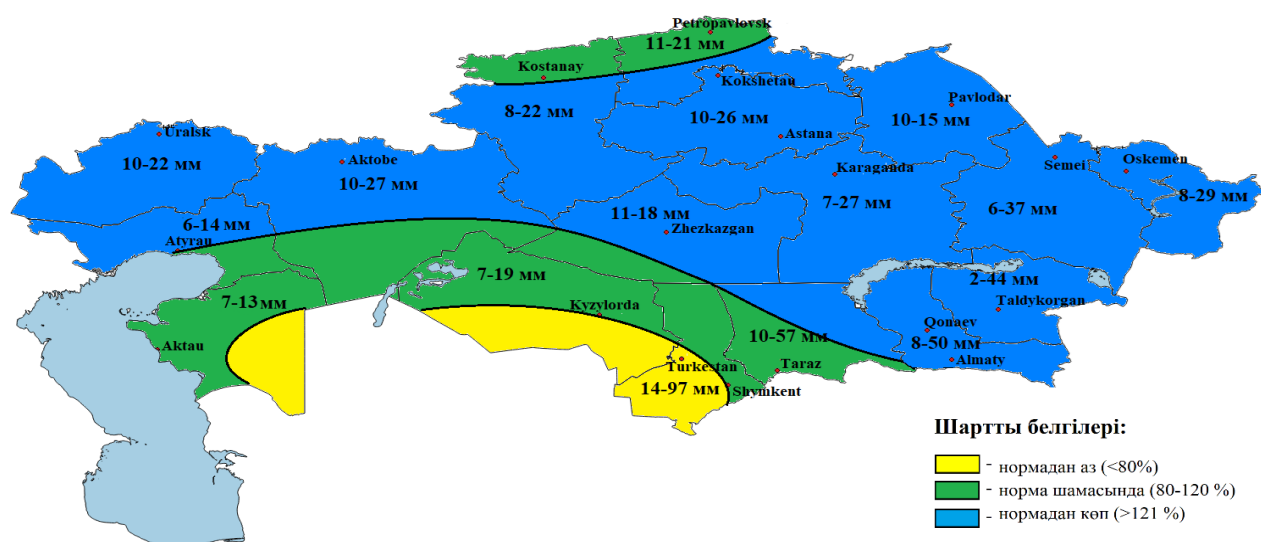 Petropavlovsk
11-21 мм
Kostanay
Kokshetau
8-22 мм
Pavlodar
10-26 мм
10-15 мм
Uralsk
Astana
Aktobe
Semei
Oskemen
10-22 мм
Karaganda
10-27 мм
8-29 мм
7-27 мм
6-37 мм
11-18 мм
6-14 мм
Zhezkazgan
Atyrau
7-19 мм
2-44 мм
7-13мм
Kyzylorda
Taldykorgan
Qonaev
10-57 мм
8-50 мм
Aktau
Turkestan
Taraz
Almaty
14-97 мм
Shymkent
Шартты белгілері:
- нормадан аз (<80%)
- норма шамасында (80-120 %)
- нормадан көп (>121 %)